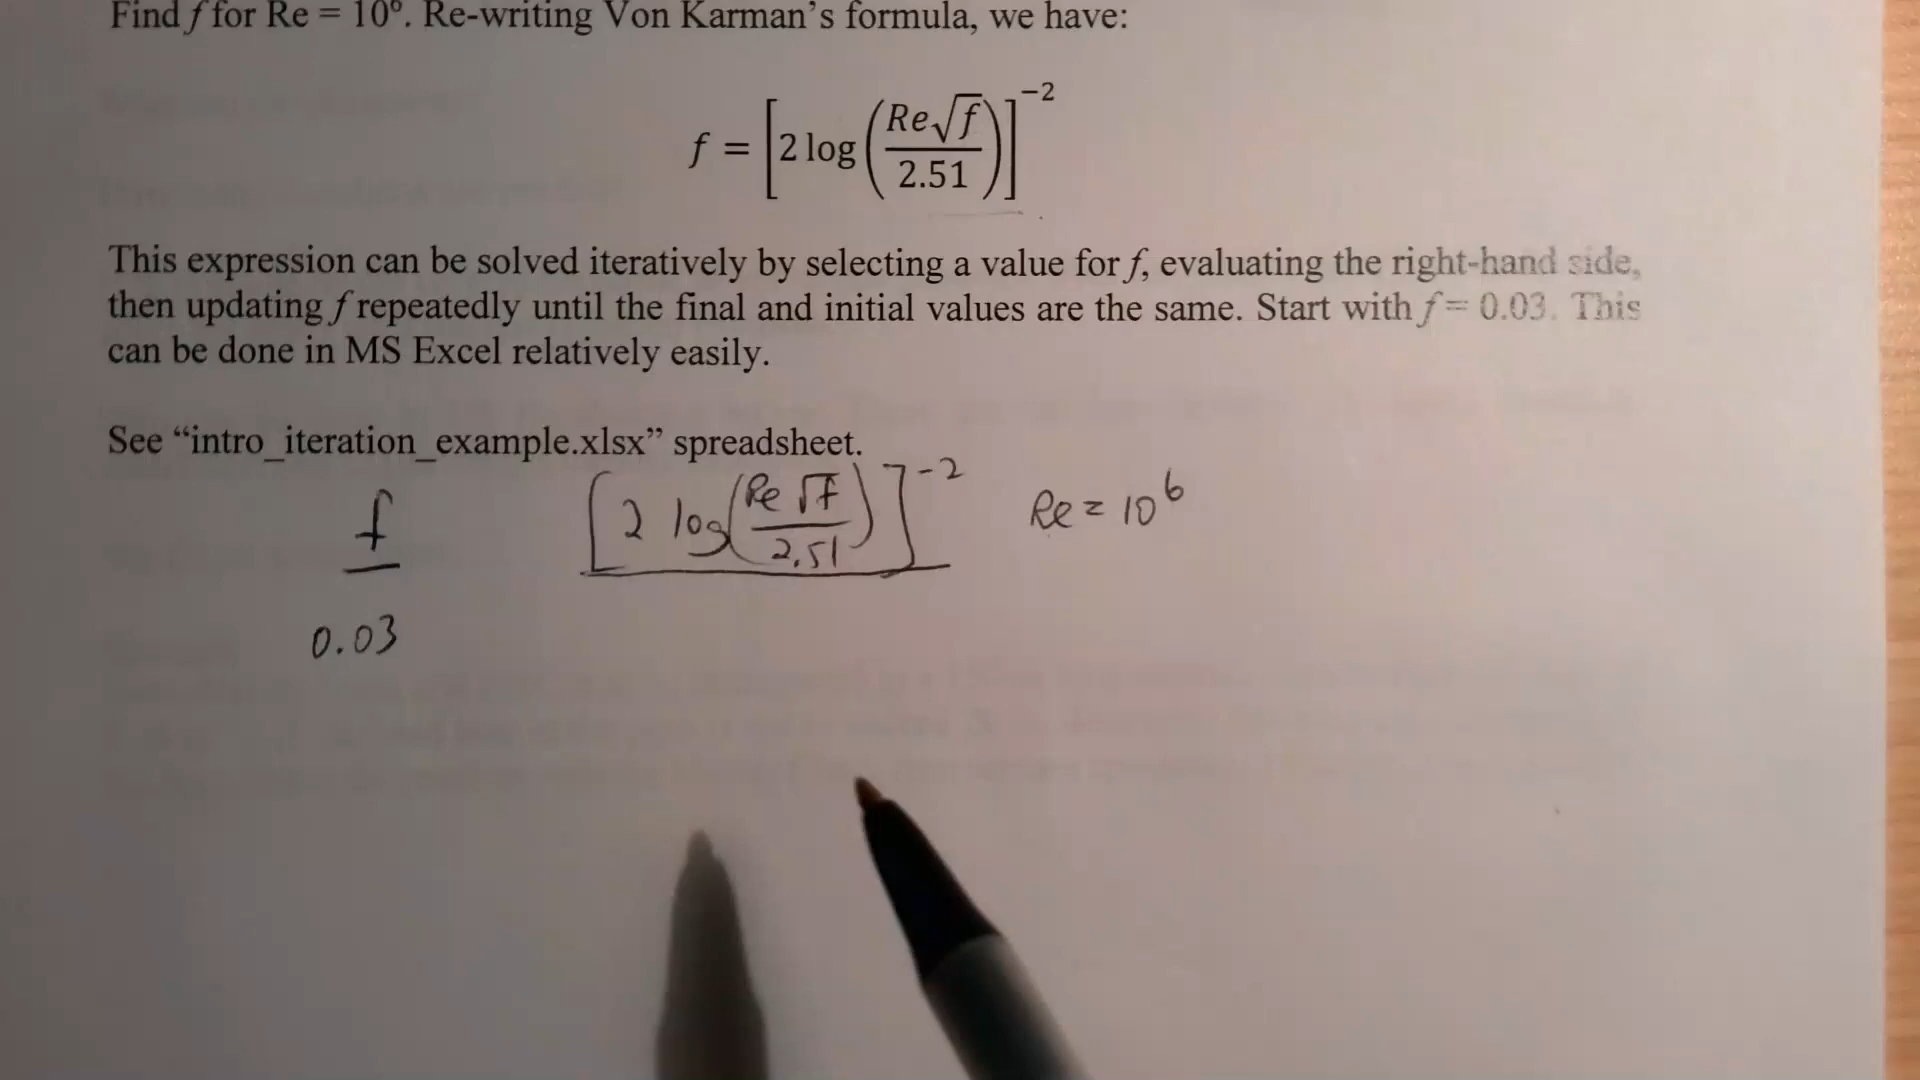 Find f for Re = 10⁶. Re-writing Von Karman's formula, we have:
f = [2 log(Re√f / 2.51)]⁻²
This expression can be solved iteratively by selecting a value for f, evaluating the right-hand side,
then updating f repeatedly until the final and initial values are the same. Start with f = 0.03. This
can be done in MS Excel relatively easily.
See “intro_iteration_example.xlsx” spreadsheet.
f [2 log(Re √f / 2.51)]⁻² Re = 10⁶
0.03